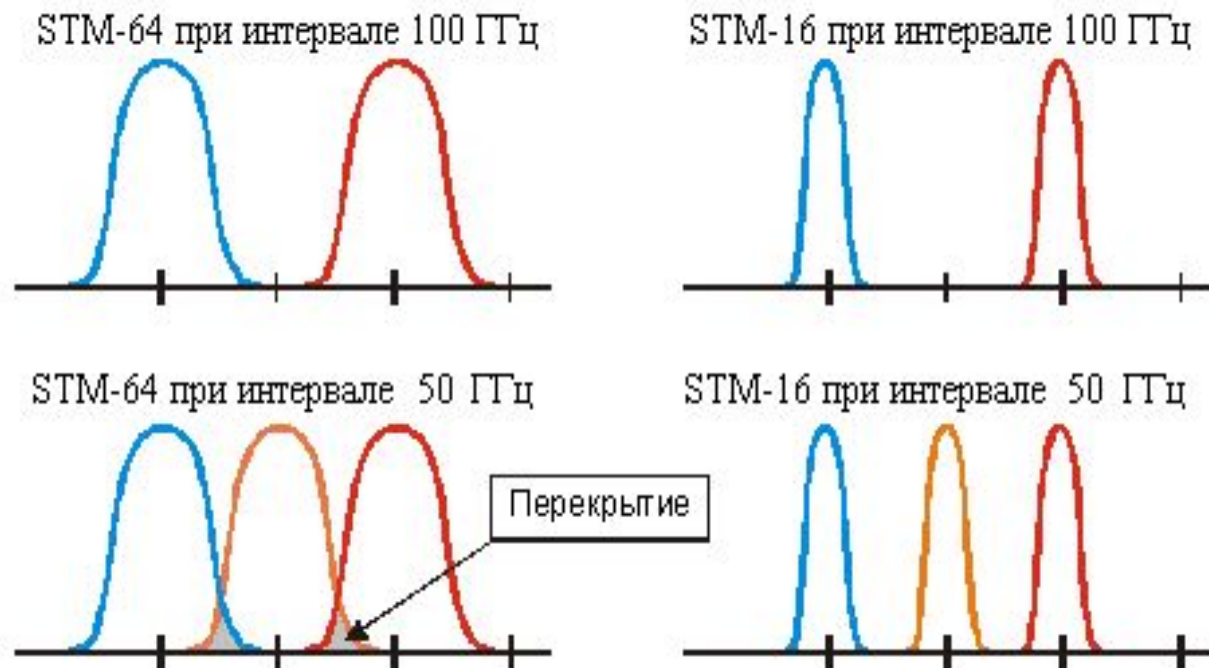 STM-64 при интервале 100 ГГц
STM-16 при интервале 100 ГГц
STM-64 при интервале 50 ГГц
STM-16 при интервале 50 ГГц
Перекрытие